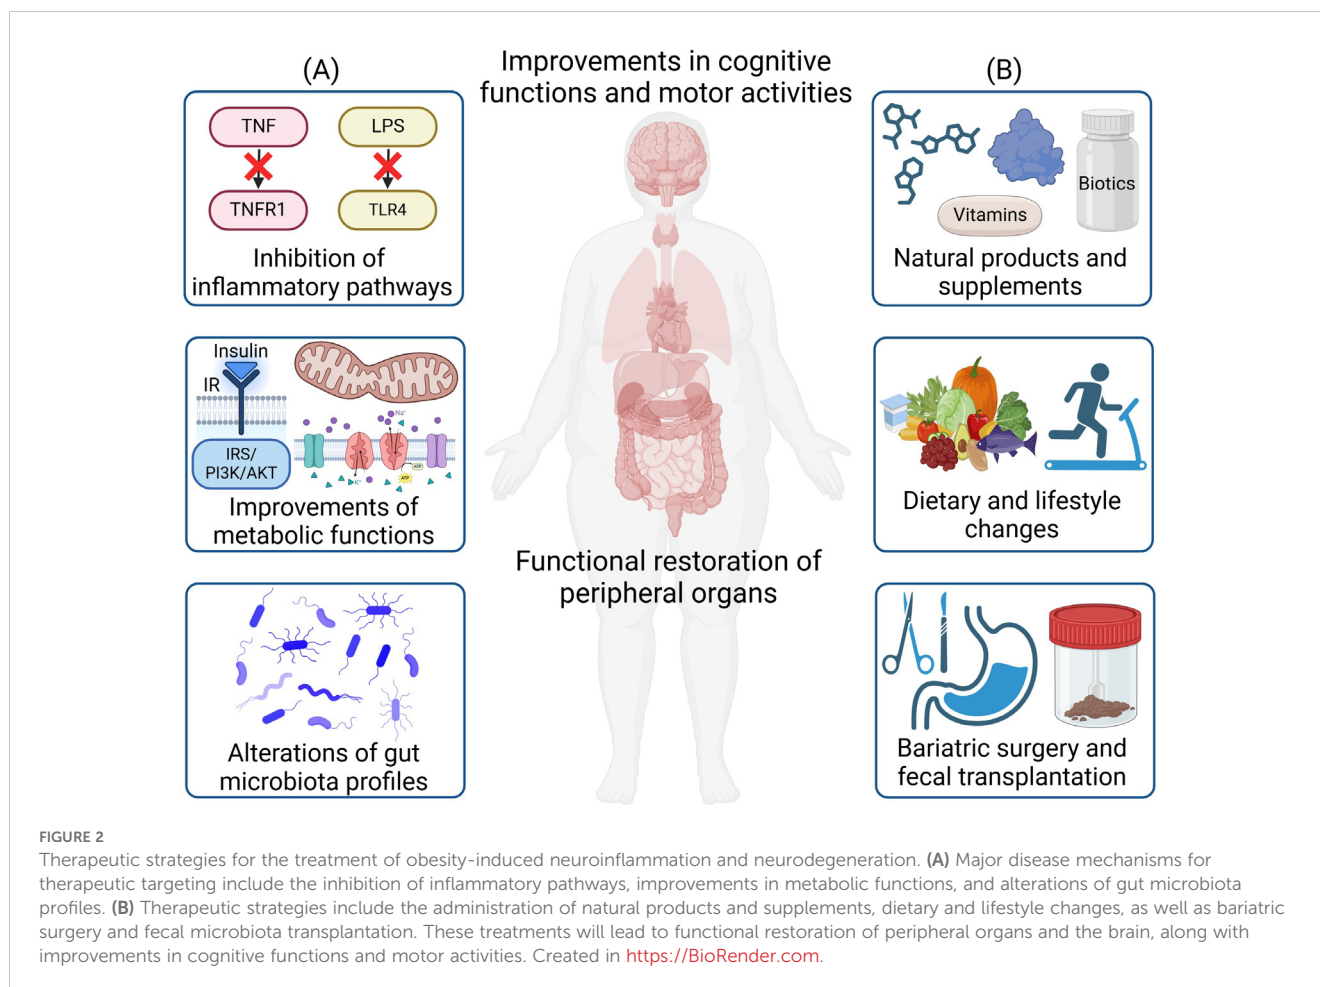 (A)
Improvements in cognitive
functions and motor activities
(B)
TNF
LPS
TNFR1
TLR4
Inhibition of
inflammatory pathways
Insulin
IR
IRS/
PI3K/AKT
Na⁺
K⁺
ADP
ATP
Improvements of
metabolic functions
Alterations of gut
microbiota profiles
Functional restoration of
peripheral organs
Biotics
Vitamins
Natural products and
supplements
Dietary and lifestyle
changes
Bariatric surgery and
fecal transplantation
FIGURE 2
Therapeutic strategies for the treatment of obesity-induced neuroinflammation and neurodegeneration. (A) Major disease mechanisms for
therapeutic targeting include the inhibition of inflammatory pathways, improvements in metabolic functions, and alterations of gut microbiota
profiles. (B) Therapeutic strategies include the administration of natural products and supplements, dietary and lifestyle changes, as well as bariatric
surgery and fecal microbiota transplantation. These treatments will lead to functional restoration of peripheral organs and the brain, along with
improvements in cognitive functions and motor activities. Created in https://BioRender.com.